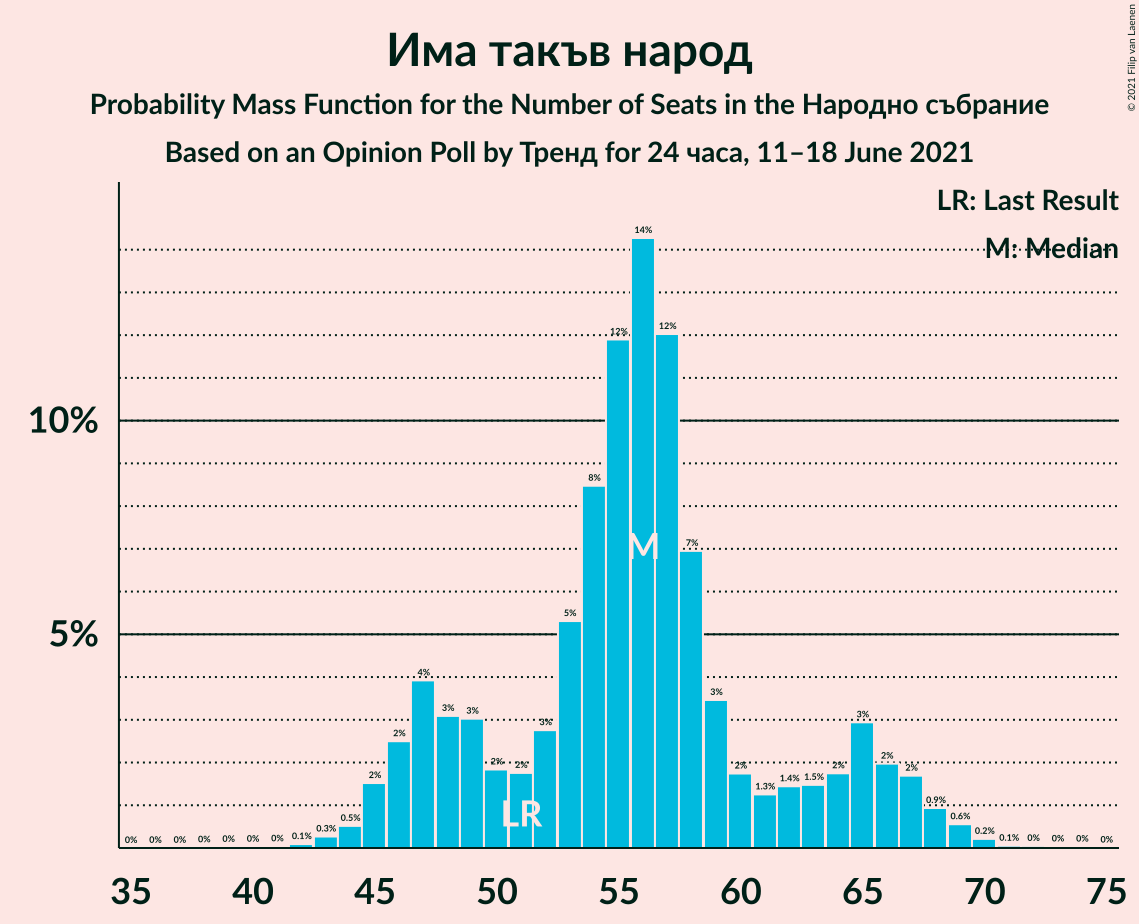 Има такъв народ
Probability Mass Function for the Number of Seats in the Народно събрание
Based on an Opinion Poll by Тренд for 24 часа, 11–18 June 2021
© 2021 Filip van Laenen
LR: Last Result
M: Median
14%
12% 12%
10%
8%
M
7%
5%
5%
4%
3% 3% 3% 3% 3%
2% 2% 2% 2% 2% 2% 2% 2%
1.3% 1.4% 1.5%
LR
0% 0% 0% 0% 0% 0% 0% 0.1% 0.3% 0.5% 0.9% 0.6% 0.2% 0.1% 0% 0% 0% 0%
35 40 45 50 55 60 65 70 75